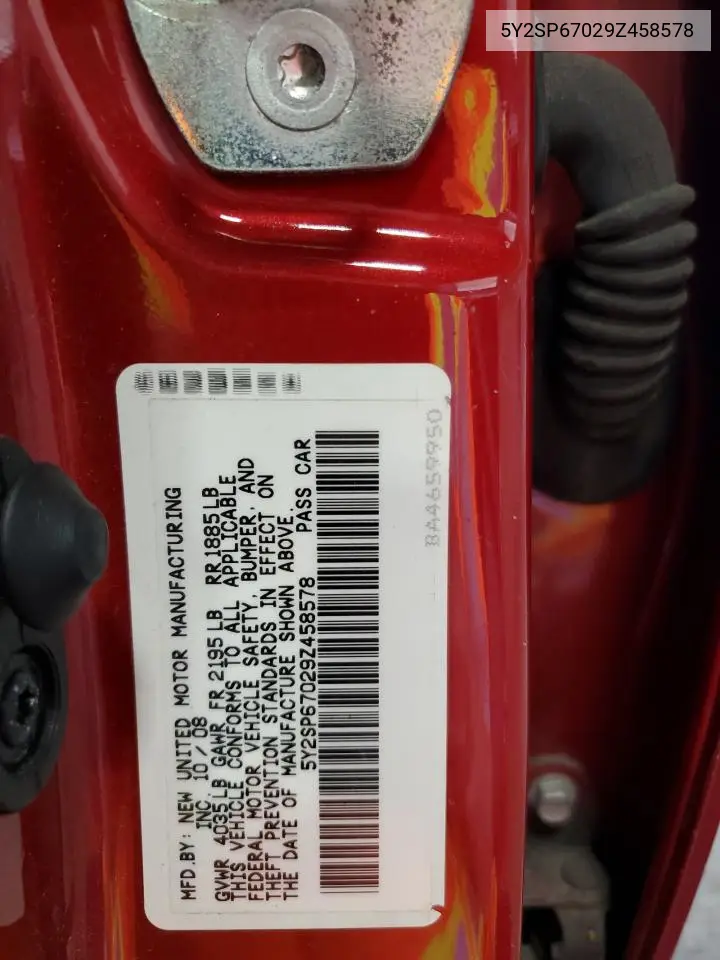 5Y2SP67029Z458578
MFD.BY: NEW UNITED MOTOR MANUFACTURING
INC. 10 / 08
GVWR 4035 LB GAWR FR 2195 LB RR 1885 LB
THIS VEHICLE CONFORMS TO ALL APPLICABLE
FEDERAL MOTOR VEHICLE SAFETY, BUMPER, AND
THEFT PREVENTION STANDARDS IN EFFECT ON
THE DATE OF MANUFACTURE SHOWN ABOVE.
5Y2SP67029Z458578 PASS CAR
BA4659950